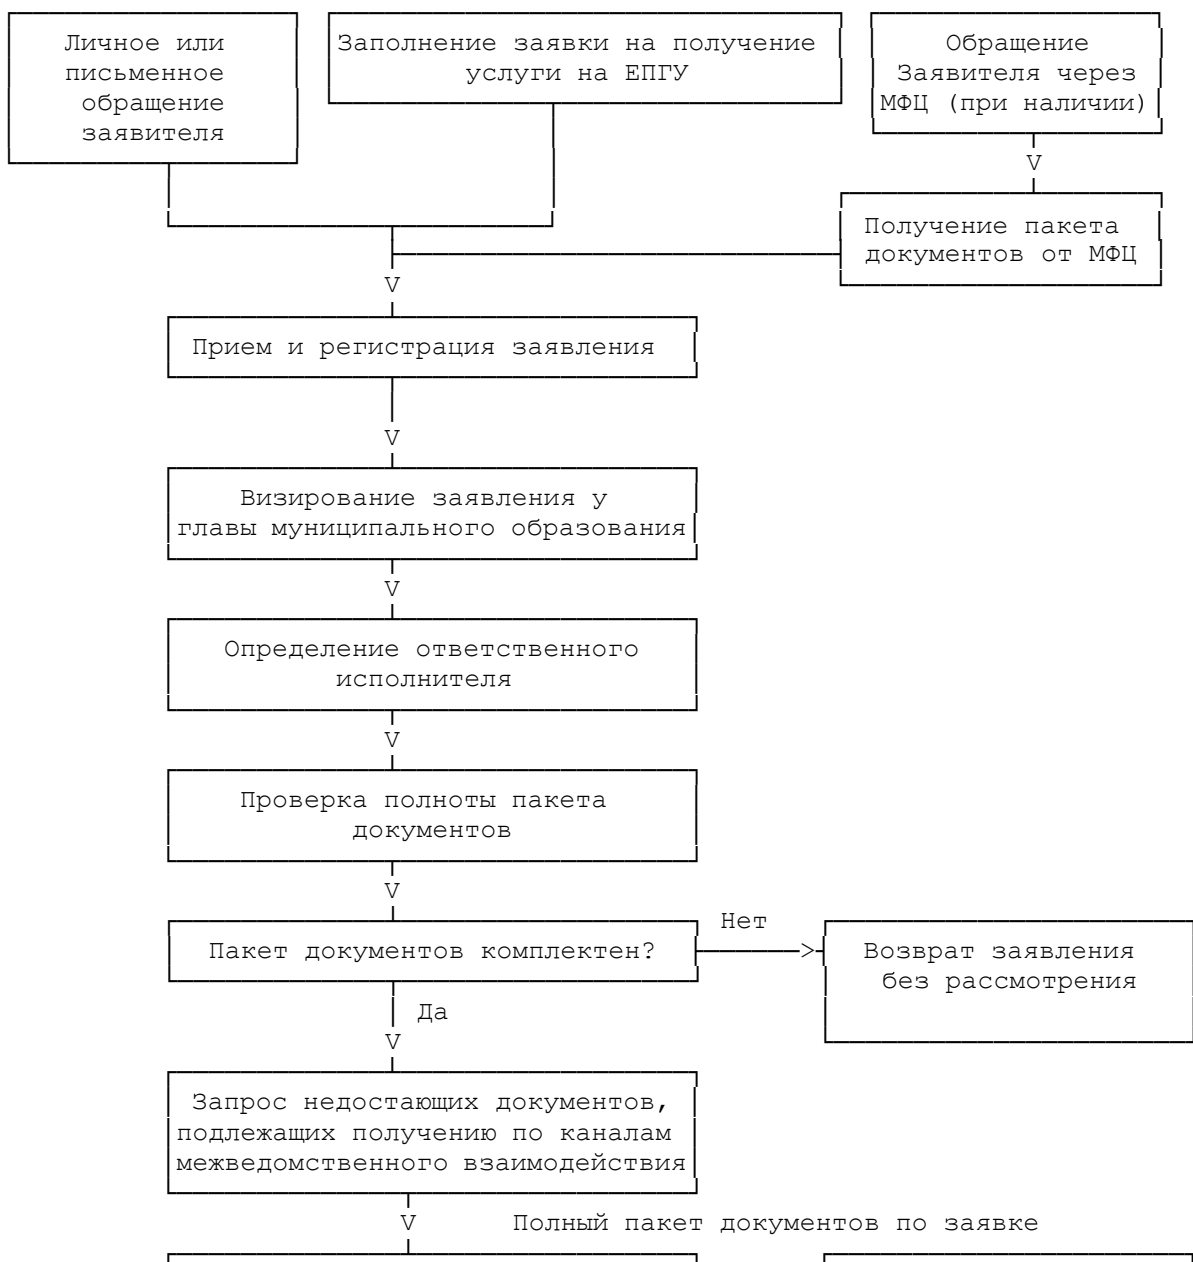 Личное или
письменное
обращение
заявителя
Заполнение заявки на получение
услуги на ЕПГУ
Обращение
Заявителя через
МФЦ (при наличии)
V
Получение пакета
документов от МФЦ
V
Прием и регистрация заявления
V
Визирование заявления у
главы муниципального образования
V
Определение ответственного
исполнителя
V
Проверка полноты пакета
документов
V
Пакет документов комплектен?
Нет
>
Возврат заявления
без рассмотрения
Да
V
Запрос недостающих документов,
подлежащих получению по каналам
межведомственного взаимодействия
V
Полный пакет документов по заявке